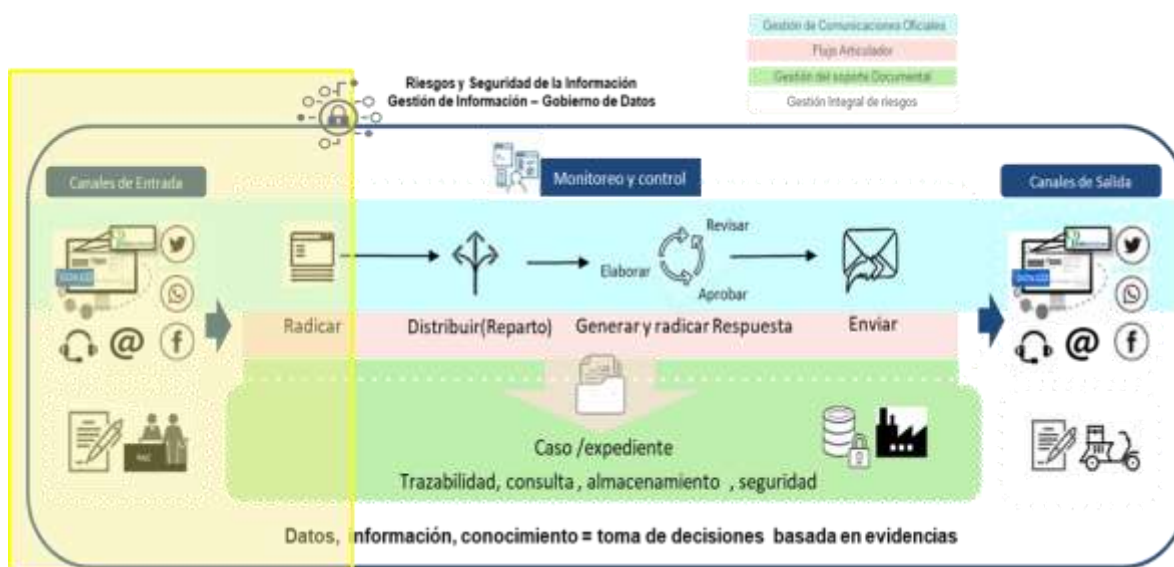 Gestión de Comunicaciones Oficiales
Flujo Articulador
Gestión del soporte Documental
Gestión Integral de riesgos
Riesgos y Seguridad de la Información
Gestión de Información – Gobierno de Datos
Monitoreo y control
Canales de Entrada
Canales de Salida
Revisar
Elaborar
Aprobar
Radicar
Distribuir(Reparto)
Generar y radicar Respuesta
Enviar
Caso /expediente
Trazabilidad, consulta , almacenamiento , seguridad
Datos, información, conocimiento = toma de decisiones basada en evidencias